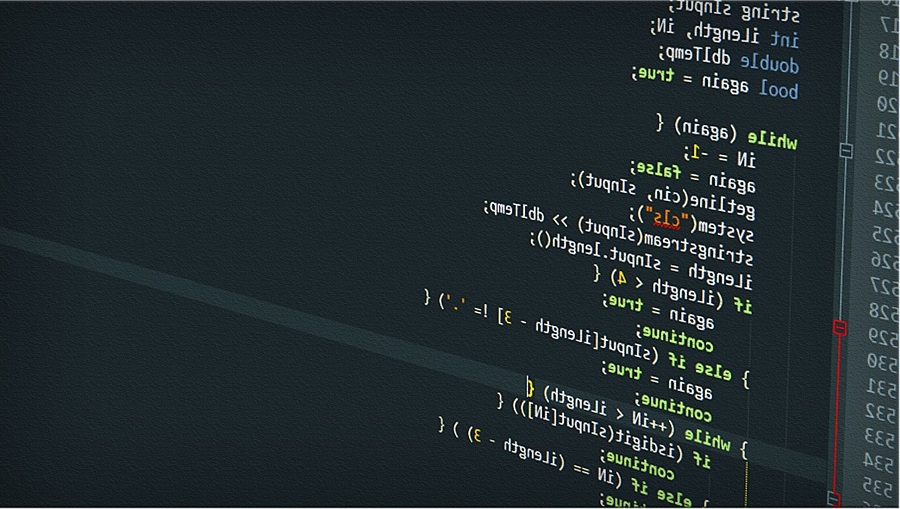 16
17 string sInput;
18 int iLength, iN;
19 double dblTemp;
20 bool again = true;
21
522 while (again) {
523 iN = -1;
524 again = false;
525 getline(cin, sInput);
526 system("cls");
527 stringstream(sInput) >> dblTemp;
528 iLength = sInput.length();
529 if (iLength < 4) {
530 again = true;
531 continue;
532 } else if (sInput[iLength - 3] != '.') {
533 again = true;
534 continue;
535 } while (++iN < iLength) {
if (isdigit(sInput[iN])) {
continue;
} else if (iN == (iLength - 3) ) {
continue;